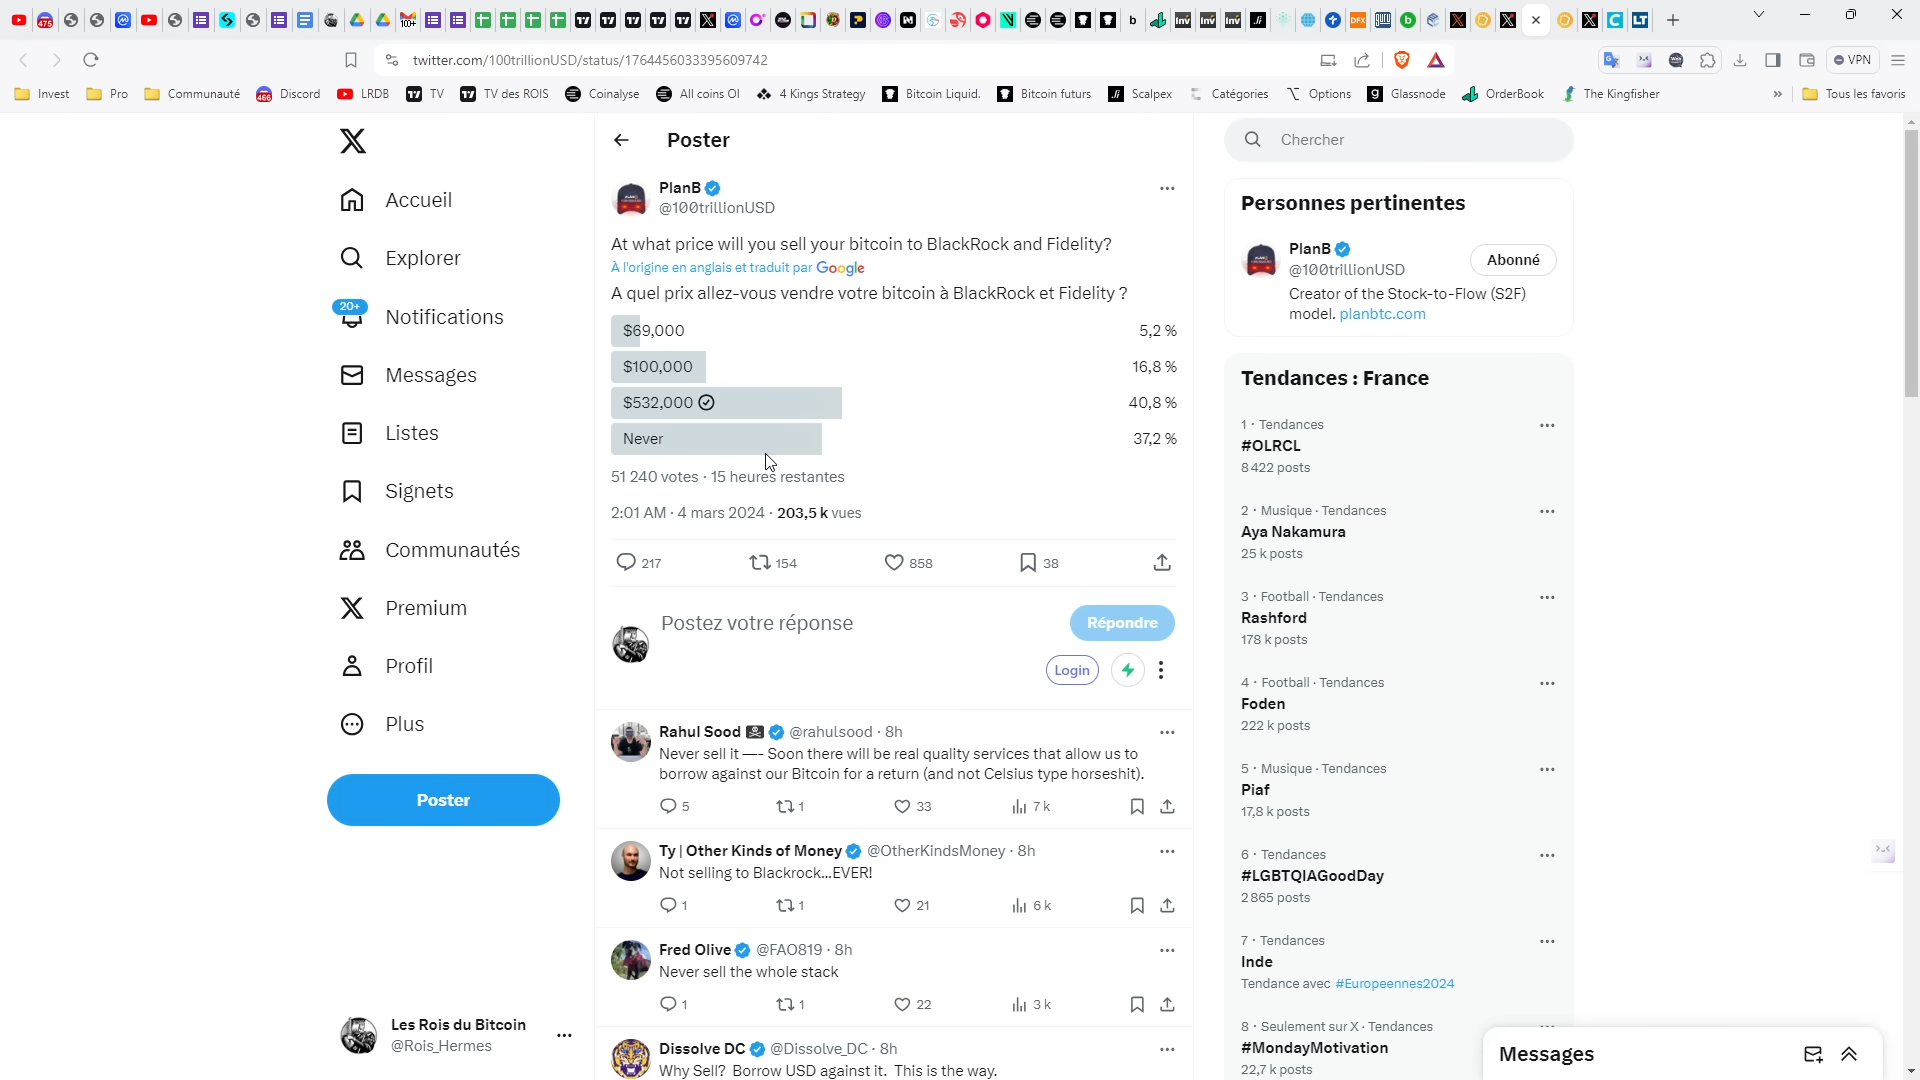 twitter.com/100trillionUSD/status/1764456033395609742
VPN
Invest
Pro
Communauté
Discord
LRDB
TV
TV des ROIS
Coinalyse
All coins OI
4 Kings Strategy
Bitcoin Liquid.
Bitcoin futurs
Scalpex
Catégories
Options
Glassnode
OrderBook
The Kingfisher
»
Tous les favoris
Accueil
Explorer
20+
Notifications
Messages
Listes
Signets
Communautés
Premium
Profil
Plus
Poster
Les Rois du Bitcoin
@Rois_Hermes
Poster
PlanB
@100trillionUSD
At what price will you sell your bitcoin to BlackRock and Fidelity?
À l'origine en anglais et traduit par Google
A quel prix allez-vous vendre votre bitcoin à BlackRock et Fidelity ?
$69,000 5,2 %
$100,000 16,8 %
$532,000 40,8 %
Never 37,2 %
51 240 votes · 15 heures restantes
2:01 AM · 4 mars 2024 · 203,5 k vues
217 154 858 38
Postez votre réponse
Répondre
Login
Rahul Sood @rahulsood · 8h
Never sell it —- Soon there will be real quality services that allow us to
borrow against our Bitcoin for a return (and not Celsius type horseshit).
5 1 33 7 k
Ty | Other Kinds of Money @OtherKindsMoney · 8h
Not selling to Blackrock...EVER!
1 1 21 6 k
Fred Olive @FAO819 · 8h
Never sell the whole stack
1 1 22 3 k
Dissolve DC @Dissolve_DC · 8h
Why Sell? Borrow USD against it. This is the way.
Chercher
Personnes pertinentes
PlanB
@100trillionUSD
Abonné
Creator of the Stock-to-Flow (S2F)
model. planbtc.com
Tendances : France
1 · Tendances
#OLRCL
8 422 posts
2 · Musique · Tendances
Aya Nakamura
25 k posts
3 · Football · Tendances
Rashford
178 k posts
4 · Football · Tendances
Foden
222 k posts
5 · Musique · Tendances
Piaf
17,8 k posts
6 · Tendances
#LGBTQIAGoodDay
2 865 posts
7 · Tendances
Inde
Tendance avec #Europeennes2024
8 · Seulement sur X · Tendances
#MondayMotivation
22,7 k posts
Messages